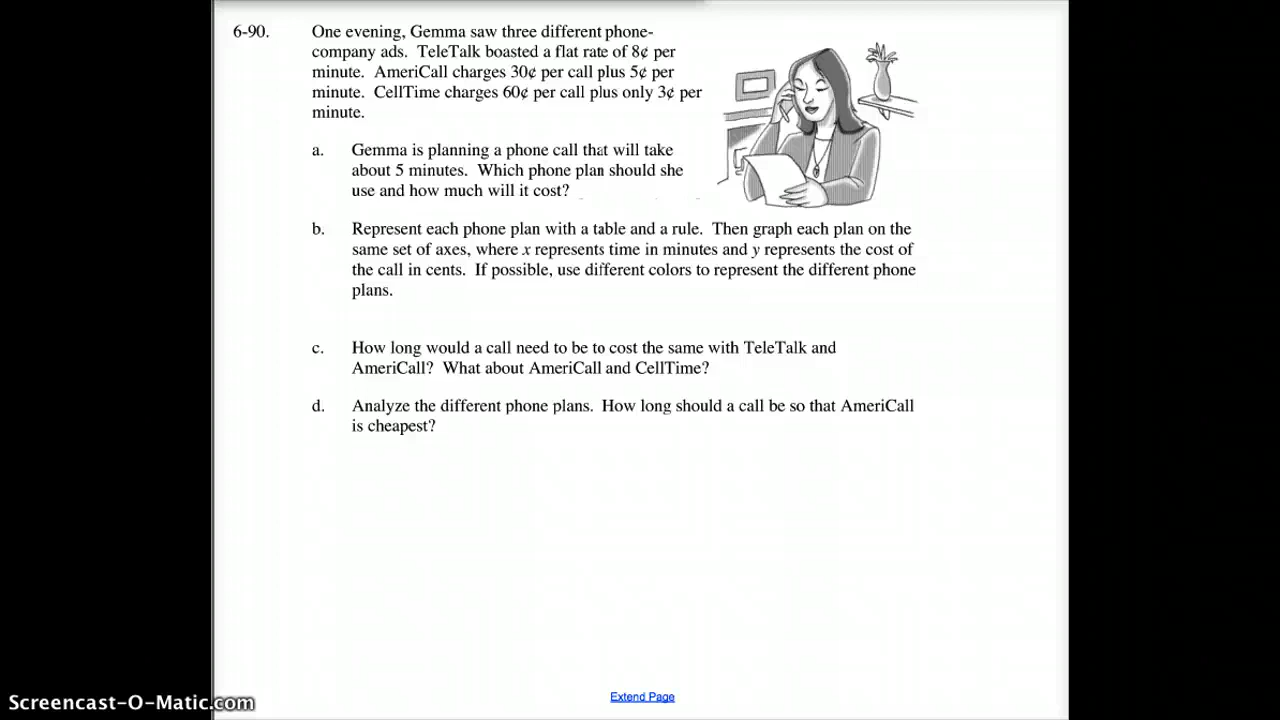 6-90. One evening, Gemma saw three different phone-
company ads. TeleTalk boasted a flat rate of 8¢ per
minute. AmeriCall charges 30¢ per call plus 5¢ per
minute. CellTime charges 60¢ per call plus only 3¢ per
minute.
a. Gemma is planning a phone call that will take
about 5 minutes. Which phone plan should she
use and how much will it cost?
b. Represent each phone plan with a table and a rule. Then graph each plan on the
same set of axes, where x represents time in minutes and y represents the cost of
the call in cents. If possible, use different colors to represent the different phone
plans.
c. How long would a call need to be to cost the same with TeleTalk and
AmeriCall? What about AmeriCall and CellTime?
d. Analyze the different phone plans. How long should a call be so that AmeriCall
is cheapest?
Extend Page
Screencast-O-Matic.com